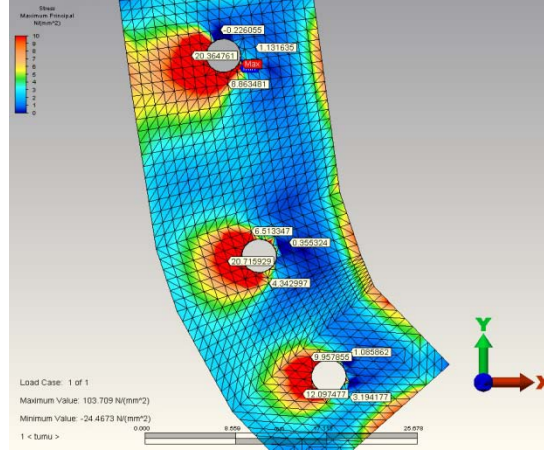 Stress
Maximum Principal
N/(mm^2)
10
9
8
7
6
5
4
3
2
1
0
-0.226055
1.131635
20.364761
Max
8.863481
6.513347
0.955324
20.715929
4.342997
9.957855
1.085862
12.097477
3.194177
Y
X
Load Case: 1 of 1
Maximum Value: 103.709 N/(mm^2)
Minimum Value: -24.4673 N/(mm^2)
0.000
8.559
25.678
1 < tumu >